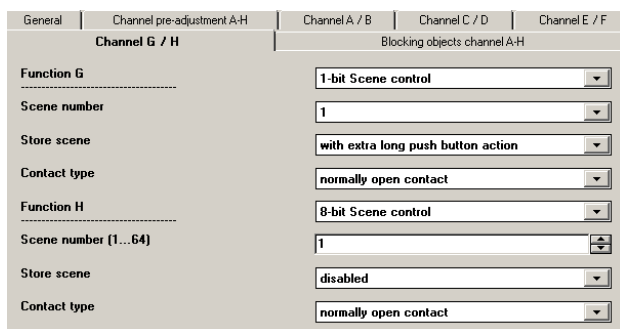 General Channel pre-adjustment A-H Channel A / B Channel C / D Channel E / F
Channel G / H Blocking objects channel A-H
Function G 1-bit Scene control
Scene number 1
Store scene with extra long push button action
Contact type normally open contact
Function H 8-bit Scene control
Scene number (1...64) 1
Store scene disabled
Contact type normally open contact